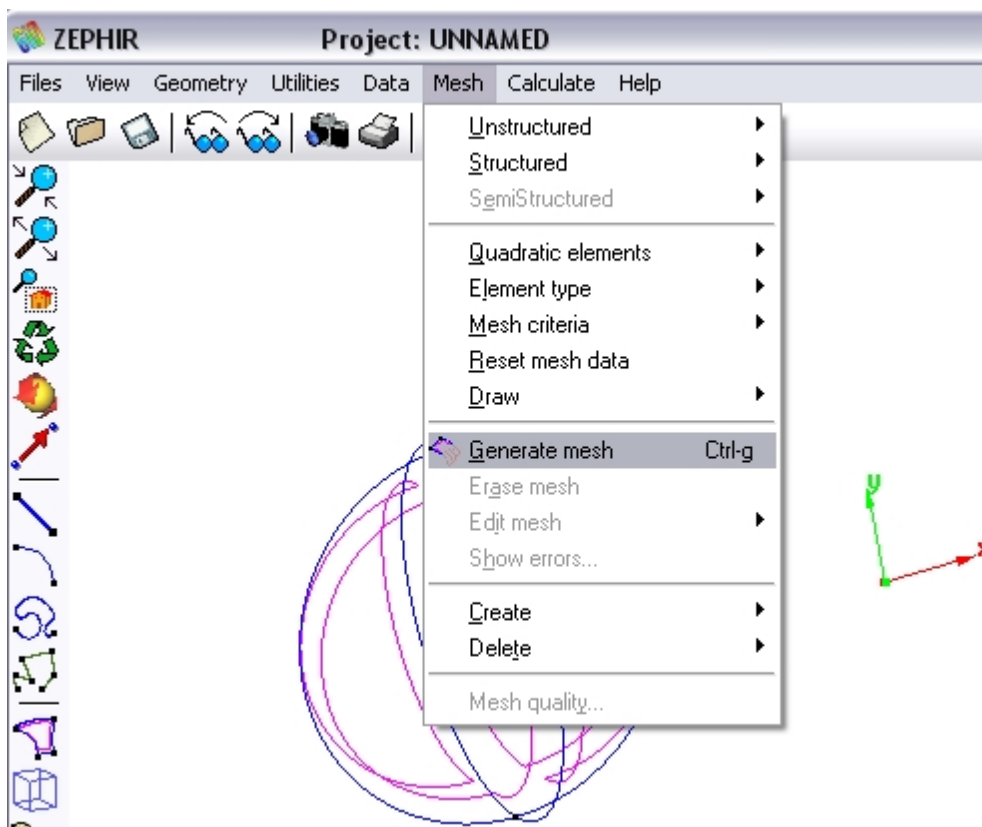 ZEPHIR Project: UNNAMED
Files View Geometry Utilities Data Mesh Calculate Help
Unstructured
Structured
SemiStructured
Quadratic elements
Element type
Mesh criteria
Reset mesh data
Draw
Generate mesh Ctrl-g
Erase mesh
Edit mesh
Show errors...
Create
Delete
Mesh quality...
y
x